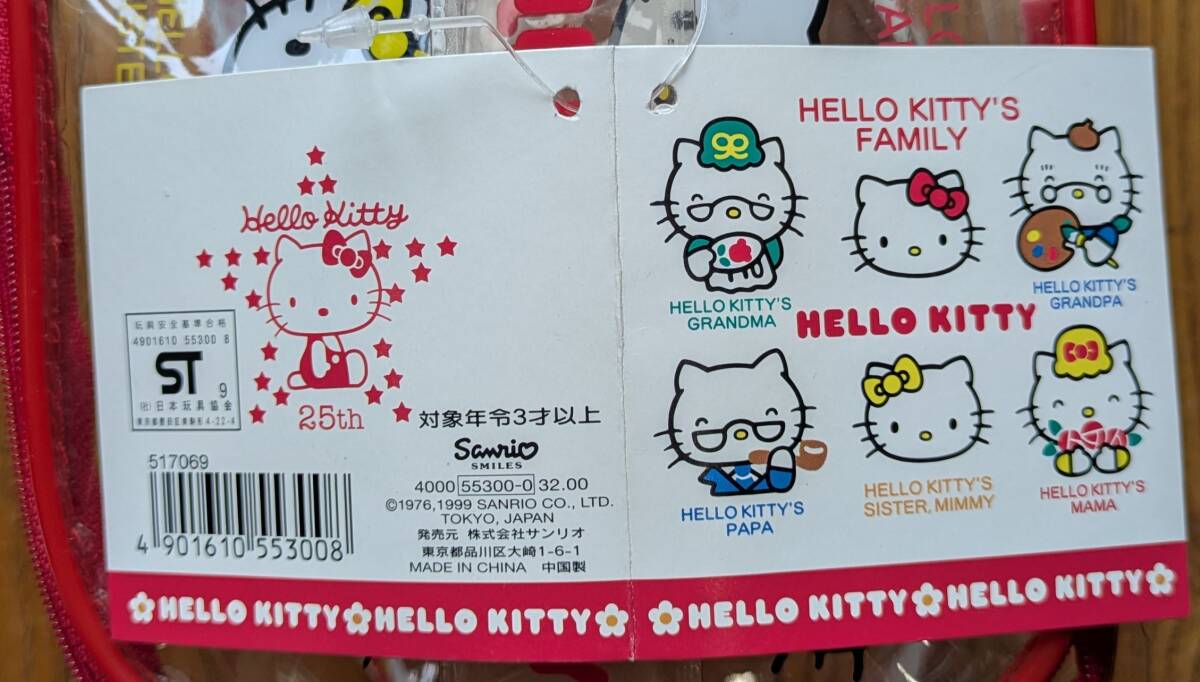 Hello Kitty
25th
玩具安全基準合格
4901610 55300 8
ST
9
(社)日本玩具協会
対象年令3才以上
Sanrio
SMILES
4000 55300-0 32.00
©1976,1999 SANRIO CO., LTD.
TOKYO, JAPAN
発売元 株式会社サンリオ
東京都品川区大崎1-6-1
MADE IN CHINA 中国製
517069
4 901610 553008
HELLO KITTY HELLO KITTY
HELLO KITTY'S
FAMILY
HELLO KITTY'S
GRANDMA
HELLO KITTY'S
GRANDPA
HELLO KITTY
HELLO KITTY'S
PAPA
HELLO KITTY'S
SISTER, MIMMY
HELLO KITTY'S
MAMA
HELLO KITTY HELLO KITTY